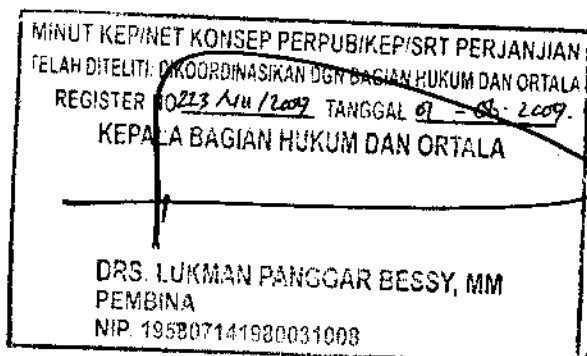 MINUT KEP/NET KONSEP PERPUB/KEP/SRT PERJANJIAN
TELAH DITELITI: DIKOORDINASIKAN DGN BAGIAN HUKUM DAN ORTALA
REGISTER NO 223 /2009 TANGGAL 01 - 06 - 2009.
KEPALA BAGIAN HUKUM DAN ORTALA
DRS. LUKMAN PANGGAR BESSY, MM
PEMBINA
NIP. 195807141980031008